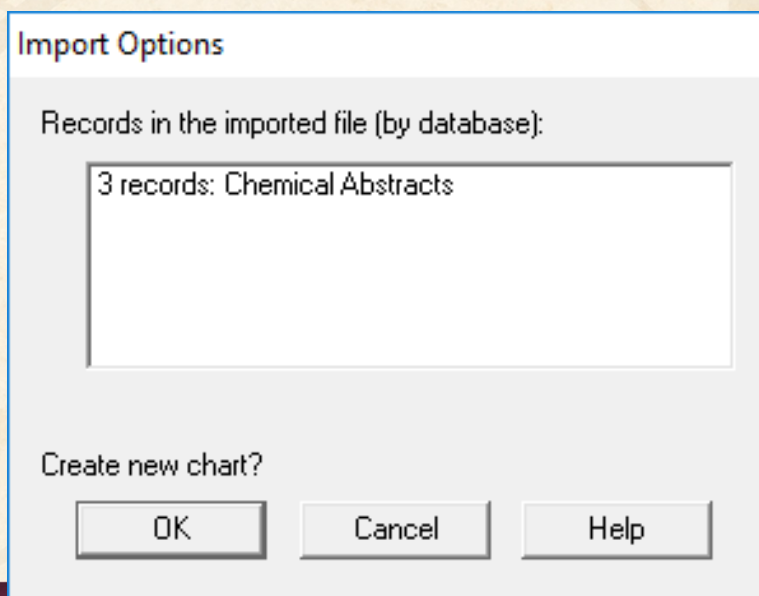 Import Options
Records in the imported file (by database):
3 records: Chemical Abstracts
Create new chart?
OK Cancel Help